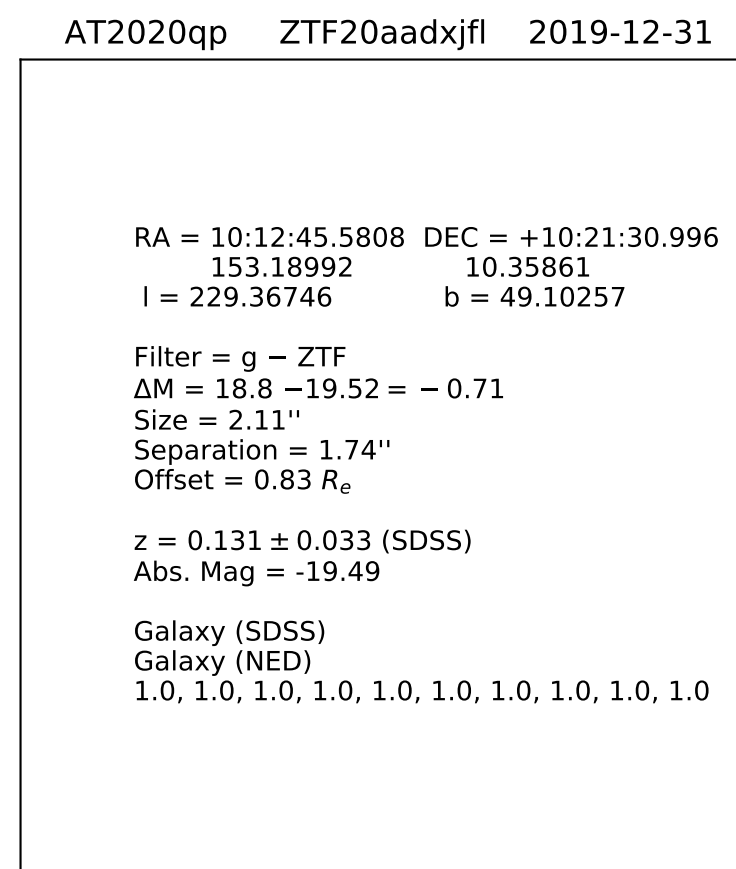 AT2020qp ZTF20aadxjfl 2019-12-31
RA = 10:12:45.5808 DEC = +10:21:30.996
153.18992 10.35861
l = 229.36746 b = 49.10257
Filter = g − ZTF
ΔM = 18.8 −19.52 = − 0.71
Size = 2.11''
Separation = 1.74''
Offset = 0.83 Re
z = 0.131 ± 0.033 (SDSS)
Abs. Mag = -19.49
Galaxy (SDSS)
Galaxy (NED)
1.0, 1.0, 1.0, 1.0, 1.0, 1.0, 1.0, 1.0, 1.0, 1.0